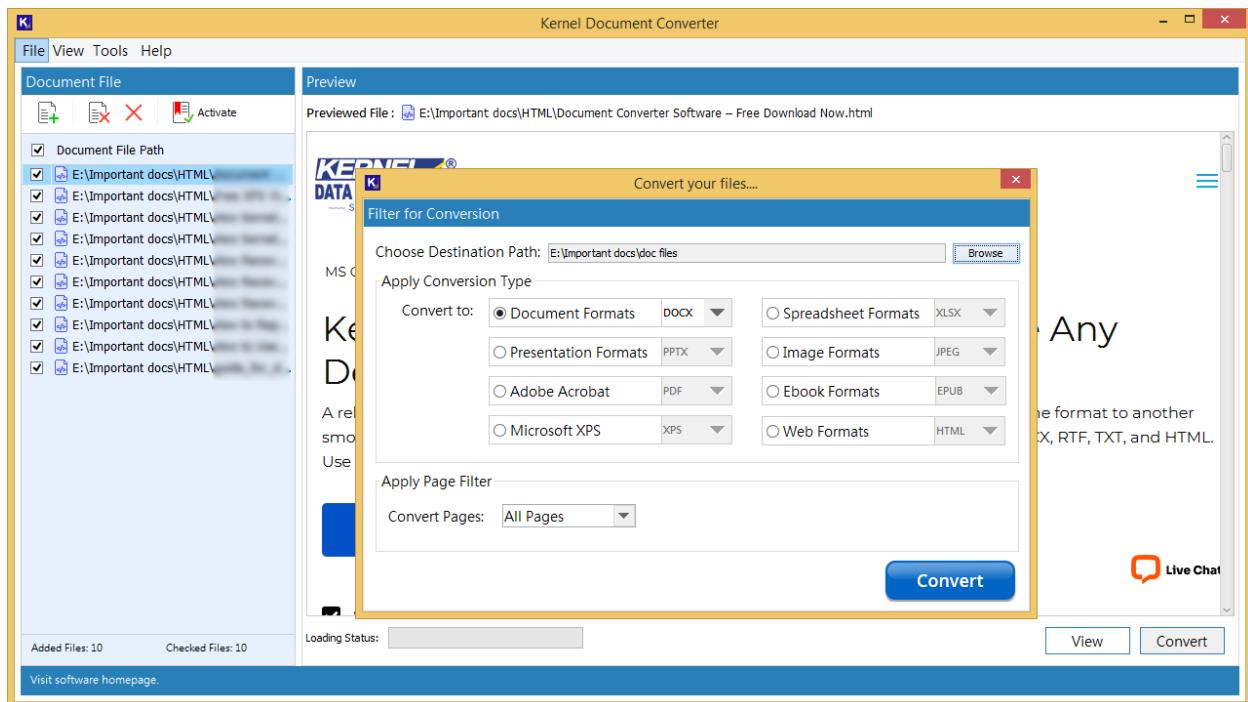 Kernel Document Converter
File View Tools Help
Document File
Activate
Document File Path
E:\Important docs\HTML\
E:\Important docs\HTML\
E:\Important docs\HTML\
E:\Important docs\HTML\
E:\Important docs\HTML\
E:\Important docs\HTML\
E:\Important docs\HTML\
E:\Important docs\HTML\
E:\Important docs\HTML\
E:\Important docs\HTML\
Added Files: 10 Checked Files: 10
Preview
Previewed File : E:\Important docs\HTML\Document Converter Software – Free Download Now.html
KERNEL ®
DATA
MS
Any
A
ne format to another
smo
X, RTF, TXT, and HTML.
Use
Live Chat
Convert your files....
Filter for Conversion
Choose Destination Path: E:\Important docs\doc files Browse
Apply Conversion Type
Convert to: Document Formats DOCX Spreadsheet Formats XLSX
Presentation Formats PPTX Image Formats JPEG
Adobe Acrobat PDF Ebook Formats EPUB
Microsoft XPS XPS Web Formats HTML
Apply Page Filter
Convert Pages: All Pages
Convert
Loading Status: View Convert
Visit software homepage.